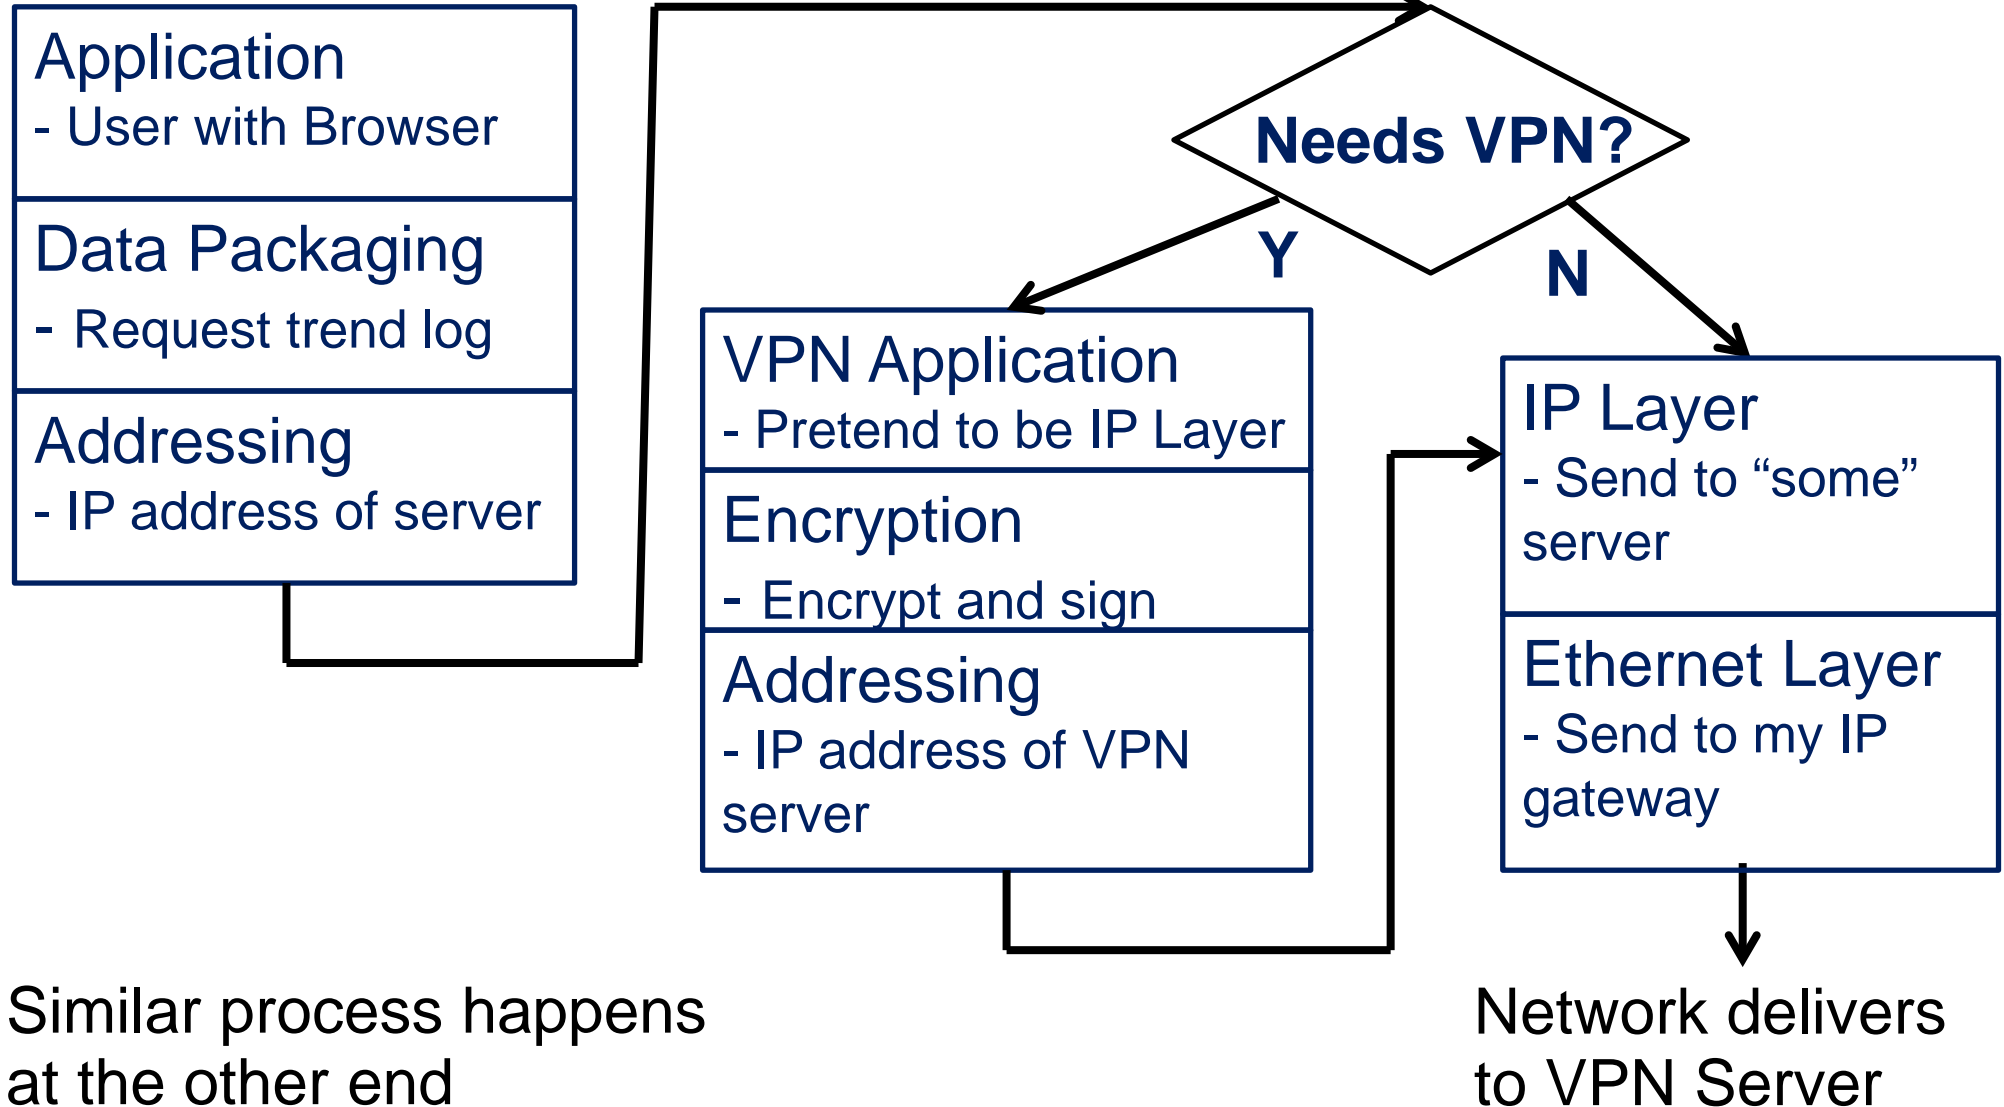 Application
- User with Browser
Data Packaging
- Request trend log
Addressing
- IP address of server
Needs VPN?
Y
N
VPN Application
- Pretend to be IP Layer
Encryption
- Encrypt and sign
Addressing
- IP address of VPN
server
IP Layer
- Send to “some”
server
Ethernet Layer
- Send to my IP
gateway
Similar process happens
at the other end
Network delivers
to VPN Server